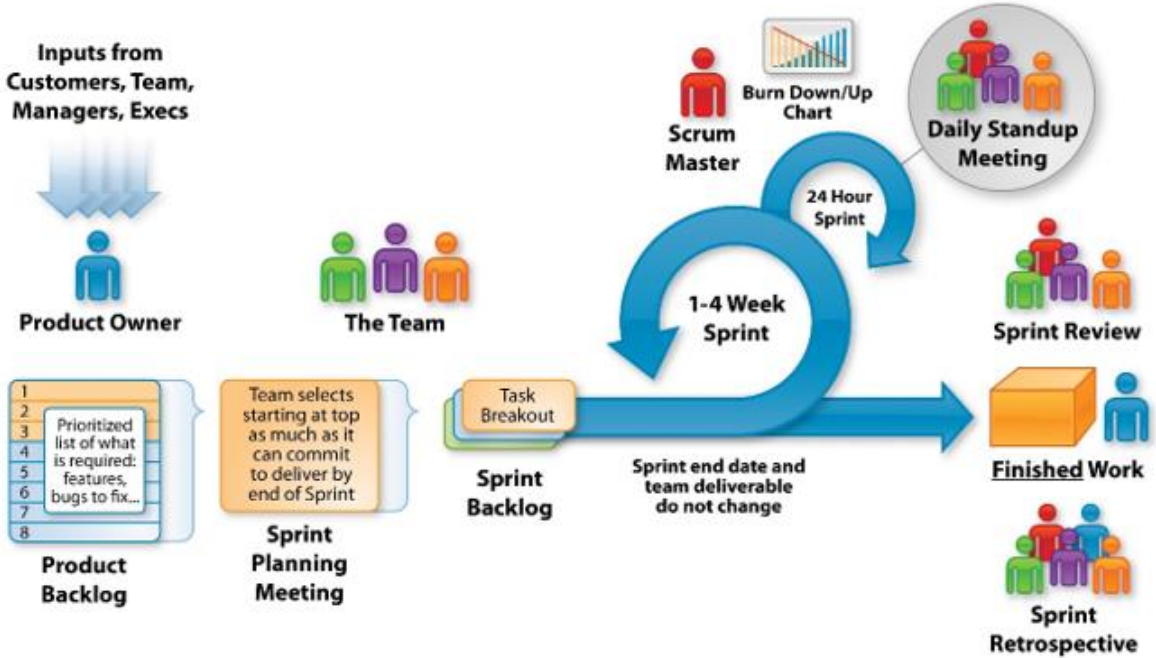 Inputs from
Customers, Team,
Managers, Execs
Product Owner
The Team
Scrum
Master
Burn Down/Up
Chart
Daily Standup
Meeting
24 Hour
Sprint
1-4 Week
Sprint
Sprint Review
1
2
3
4
5
6
7
8
Prioritized
list of what
is required:
features,
bugs to fix...
Product
Backlog
Team selects
starting at top
as much as it
can commit
to deliver by
end of Sprint
Sprint
Planning
Meeting
Task
Breakout
Sprint
Backlog
Sprint end date and
team deliverable
do not change
Finished Work
Sprint
Retrospective